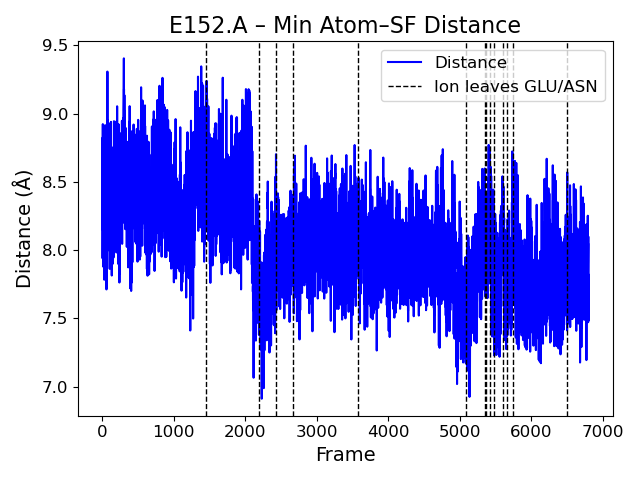 E152.A – Min Atom–SF Distance
Distance (Å)
9.5
9.0
8.5
8.0
7.5
7.0
Distance
Ion leaves GLU/ASN
0 1000 2000 3000 4000 5000 6000 7000
Frame